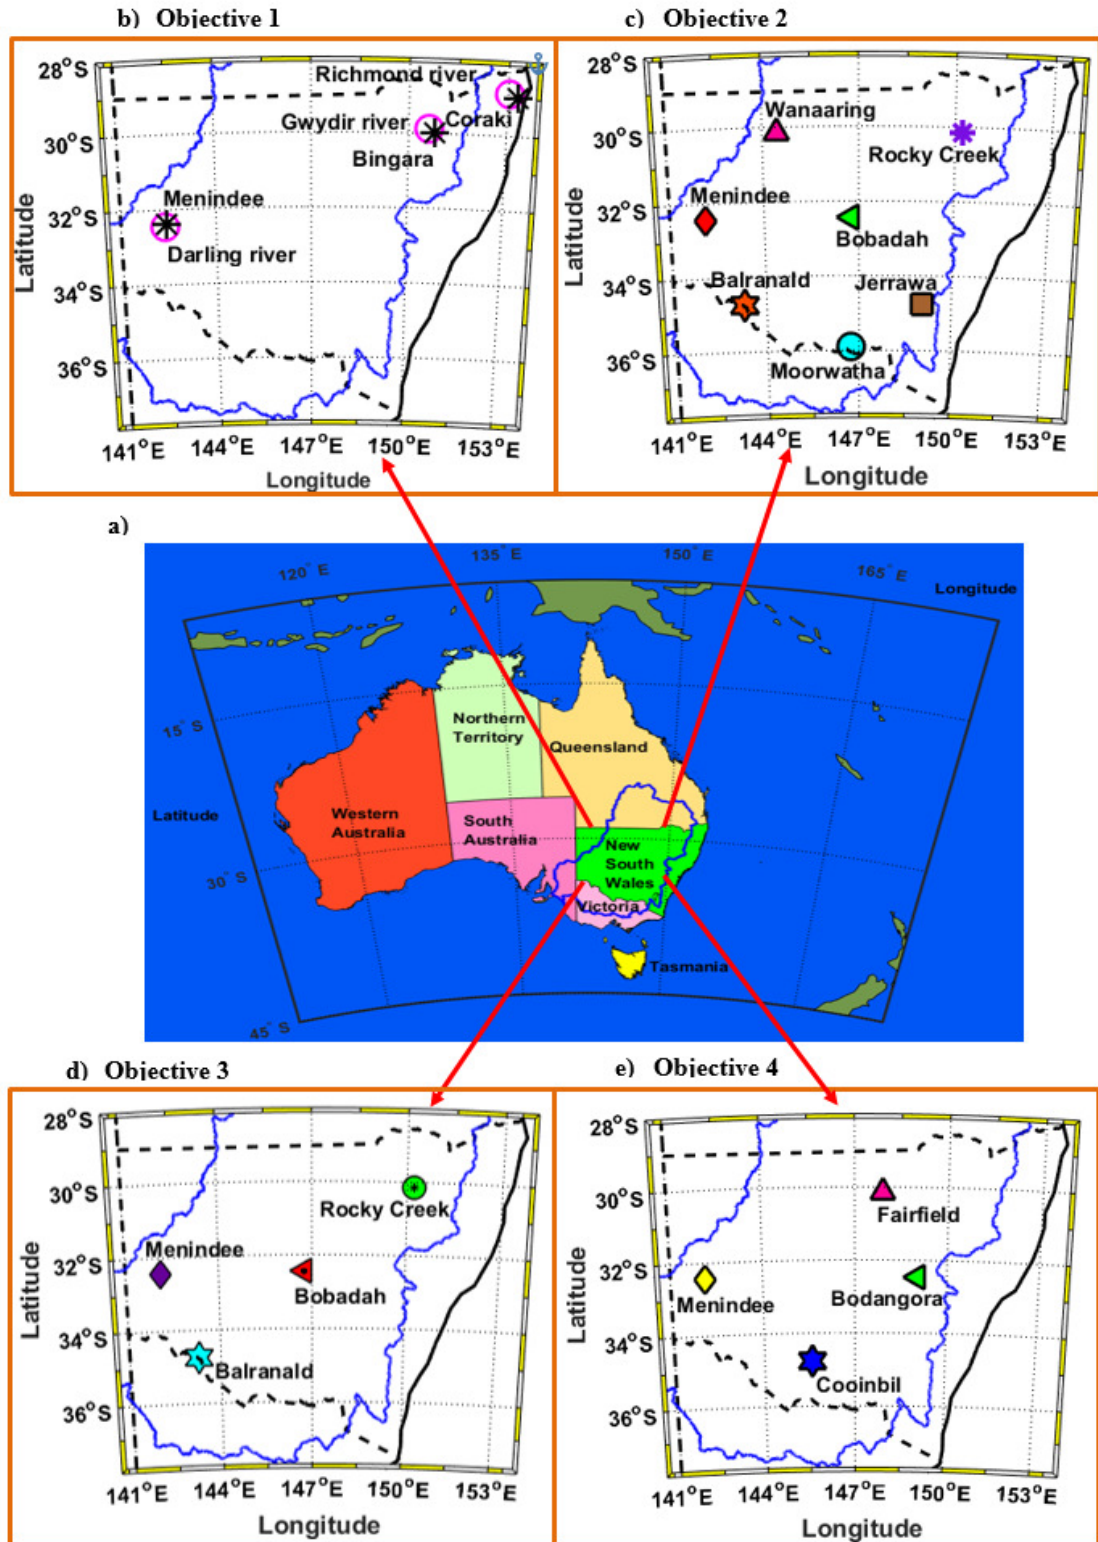 b) Objective 1
c) Objective 2
28°S
30°S
32°S
34°S
36°S
Latitude
Richmond river
Gwydir river
Coraki
Bingara
Menindee
Darling river
141°E 144°E 147°E 150°E 153°E
Longitude
28°S
30°S
32°S
34°S
36°S
Latitude
Wanaaring
Rocky Creek
Menindee
Bobadah
Balranald
Jerrawa
Moorwatha
141°E 144°E 147°E 150°E 153°E
Longitude
a)
120° E
135° E
150° E
165° E
Longitude
15° S
Latitude
30° S
45° S
Northern
Territory
Queensland
Western
Australia
South
Australia
New
South
Wales
Victoria
Tasmania
d) Objective 3
e) Objective 4
28°S
30°S
32°S
34°S
36°S
Latitude
Rocky Creek
Menindee
Bobadah
Balranald
141°E 144°E 147°E 150°E 153°E
Longitude
28°S
30°S
32°S
34°S
36°S
Latitude
Fairfield
Menindee
Bodangora
Cooinbil
141°E 144°E 147°E 150°E 153°E
Longitude